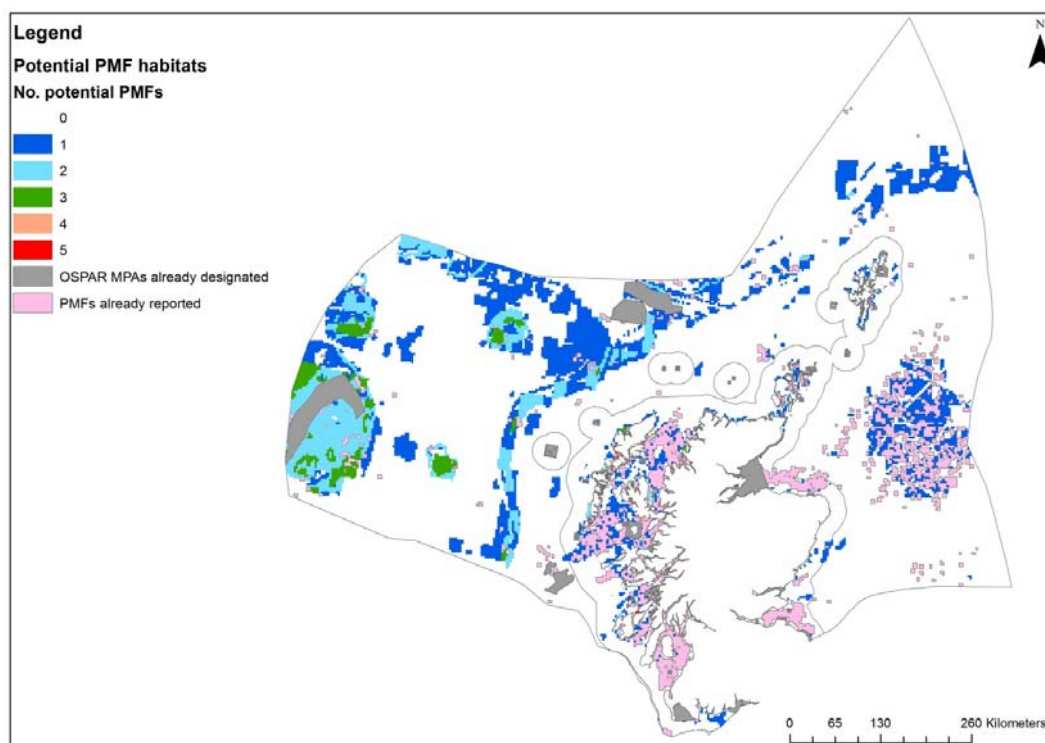 Legend
Potential PMF habitats
No. potential PMFs
0
1
2
3
4
5
OSPAR MPAs already designated
PMFs already reported
N
0 65 130 260 Kilometers